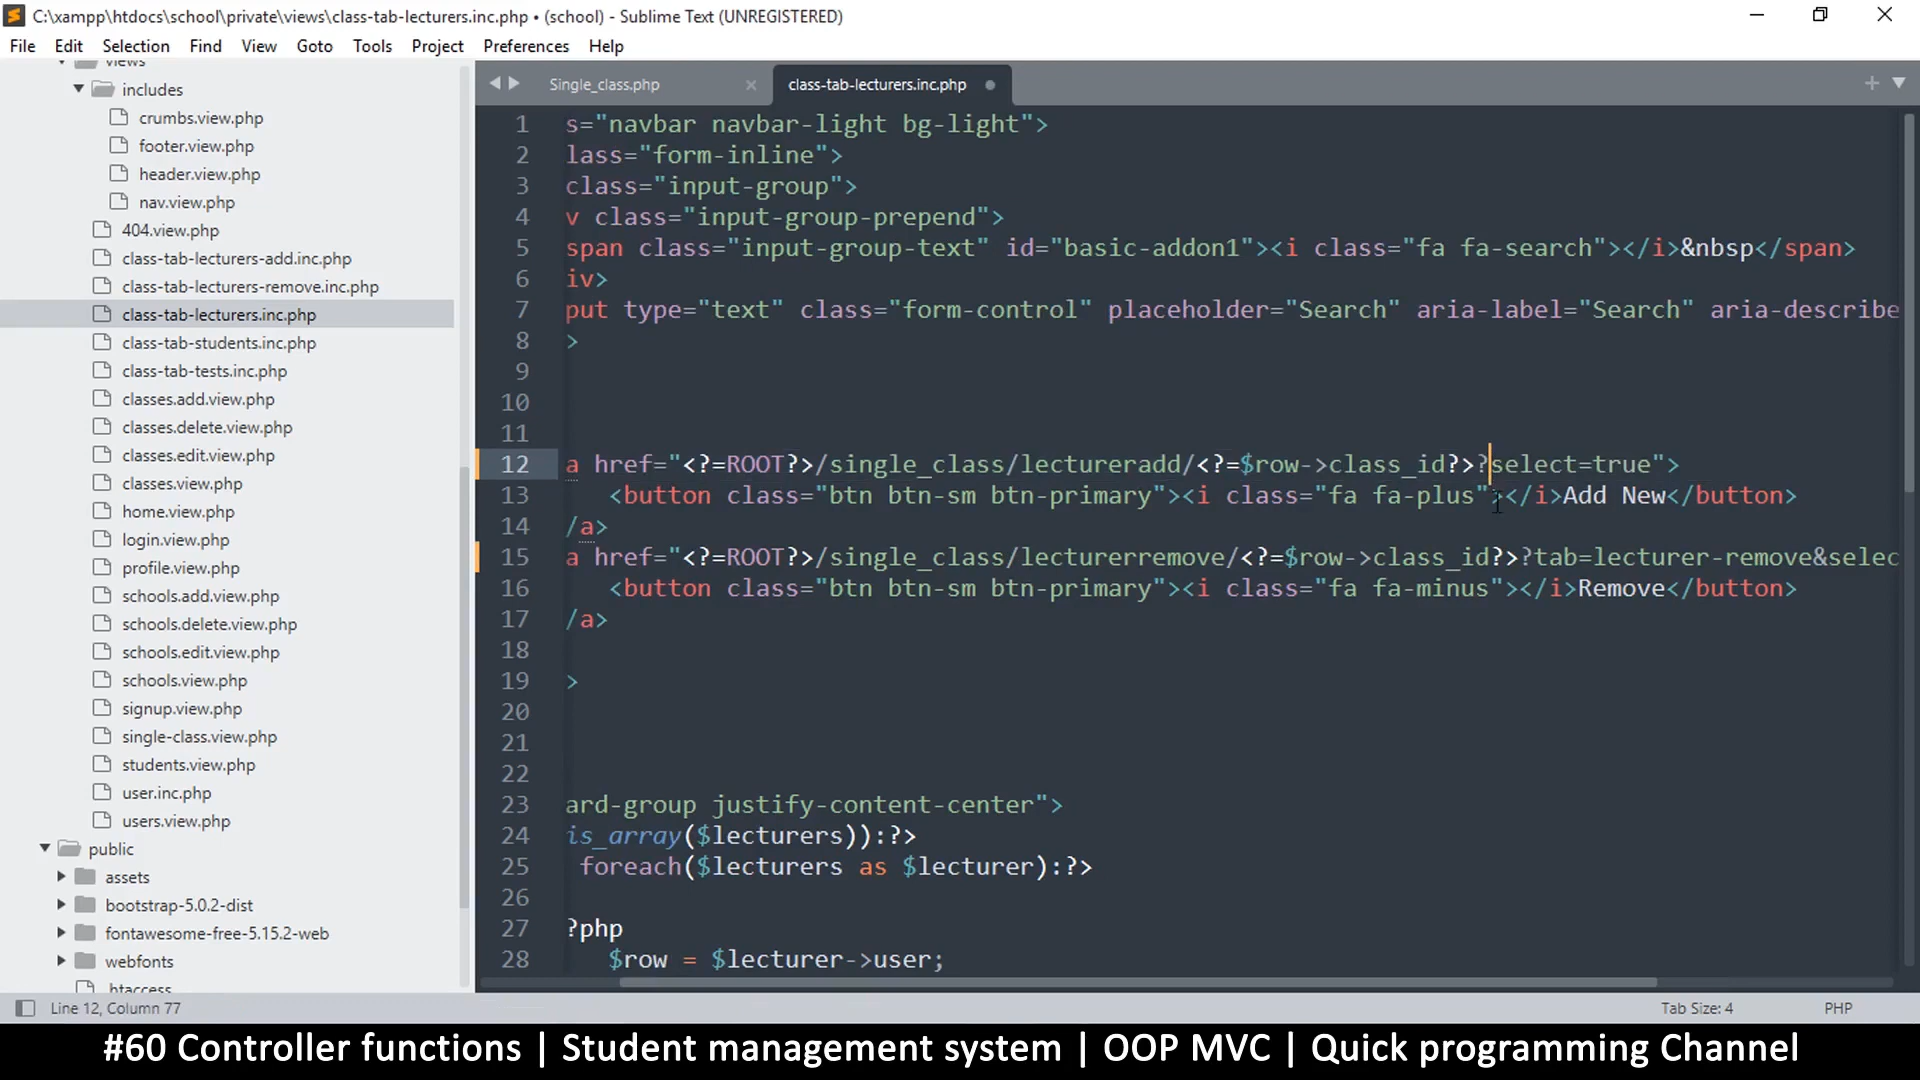 C:\xampp\htdocs\school\private\views\class-tab-lecturers.inc.php • (school) - Sublime Text (UNREGISTERED)
File Edit Selection Find View Goto Tools Project Preferences Help
views
includes
crumbs.view.php
footer.view.php
header.view.php
nav.view.php
404.view.php
class-tab-lecturers-add.inc.php
class-tab-lecturers-remove.inc.php
class-tab-lecturers.inc.php
class-tab-students.inc.php
class-tab-tests.inc.php
classes.add.view.php
classes.delete.view.php
classes.edit.view.php
classes.view.php
home.view.php
login.view.php
profile.view.php
schools.add.view.php
schools.delete.view.php
schools.edit.view.php
schools.view.php
signup.view.php
single-class.view.php
students.view.php
user.inc.php
users.view.php
public
assets
bootstrap-5.0.2-dist
fontawesome-free-5.15.2-web
webfonts
.htaccess
Single_class.php
class-tab-lecturers.inc.php
1 s="navbar navbar-light bg-light">
2 lass="form-inline">
3 class="input-group">
4 v class="input-group-prepend">
5 span class="input-group-text" id="basic-addon1"><i class="fa fa-search"></i>&nbsp</span>
6 iv>
7 put type="text" class="form-control" placeholder="Search" aria-label="Search" aria-describe
8 >
9
10
11
12 a href="<?=ROOT?>/single_class/lectureradd/<?=$row->class_id?>?select=true">
13 <button class="btn btn-sm btn-primary"><i class="fa fa-plus"></i>Add New</button>
14 /a>
15 a href="<?=ROOT?>/single_class/lecturerremove/<?=$row->class_id?>?tab=lecturer-remove&selec
16 <button class="btn btn-sm btn-primary"><i class="fa fa-minus"></i>Remove</button>
17 /a>
18
19 >
20
21
22
23 ard-group justify-content-center">
24 is_array($lecturers)):?>
25 foreach($lecturers as $lecturer):?>
26
27 ?php
28 $row = $lecturer->user;
Line 12, Column 77
Tab Size: 4
PHP
#60 Controller functions | Student management system | OOP MVC | Quick programming Channel